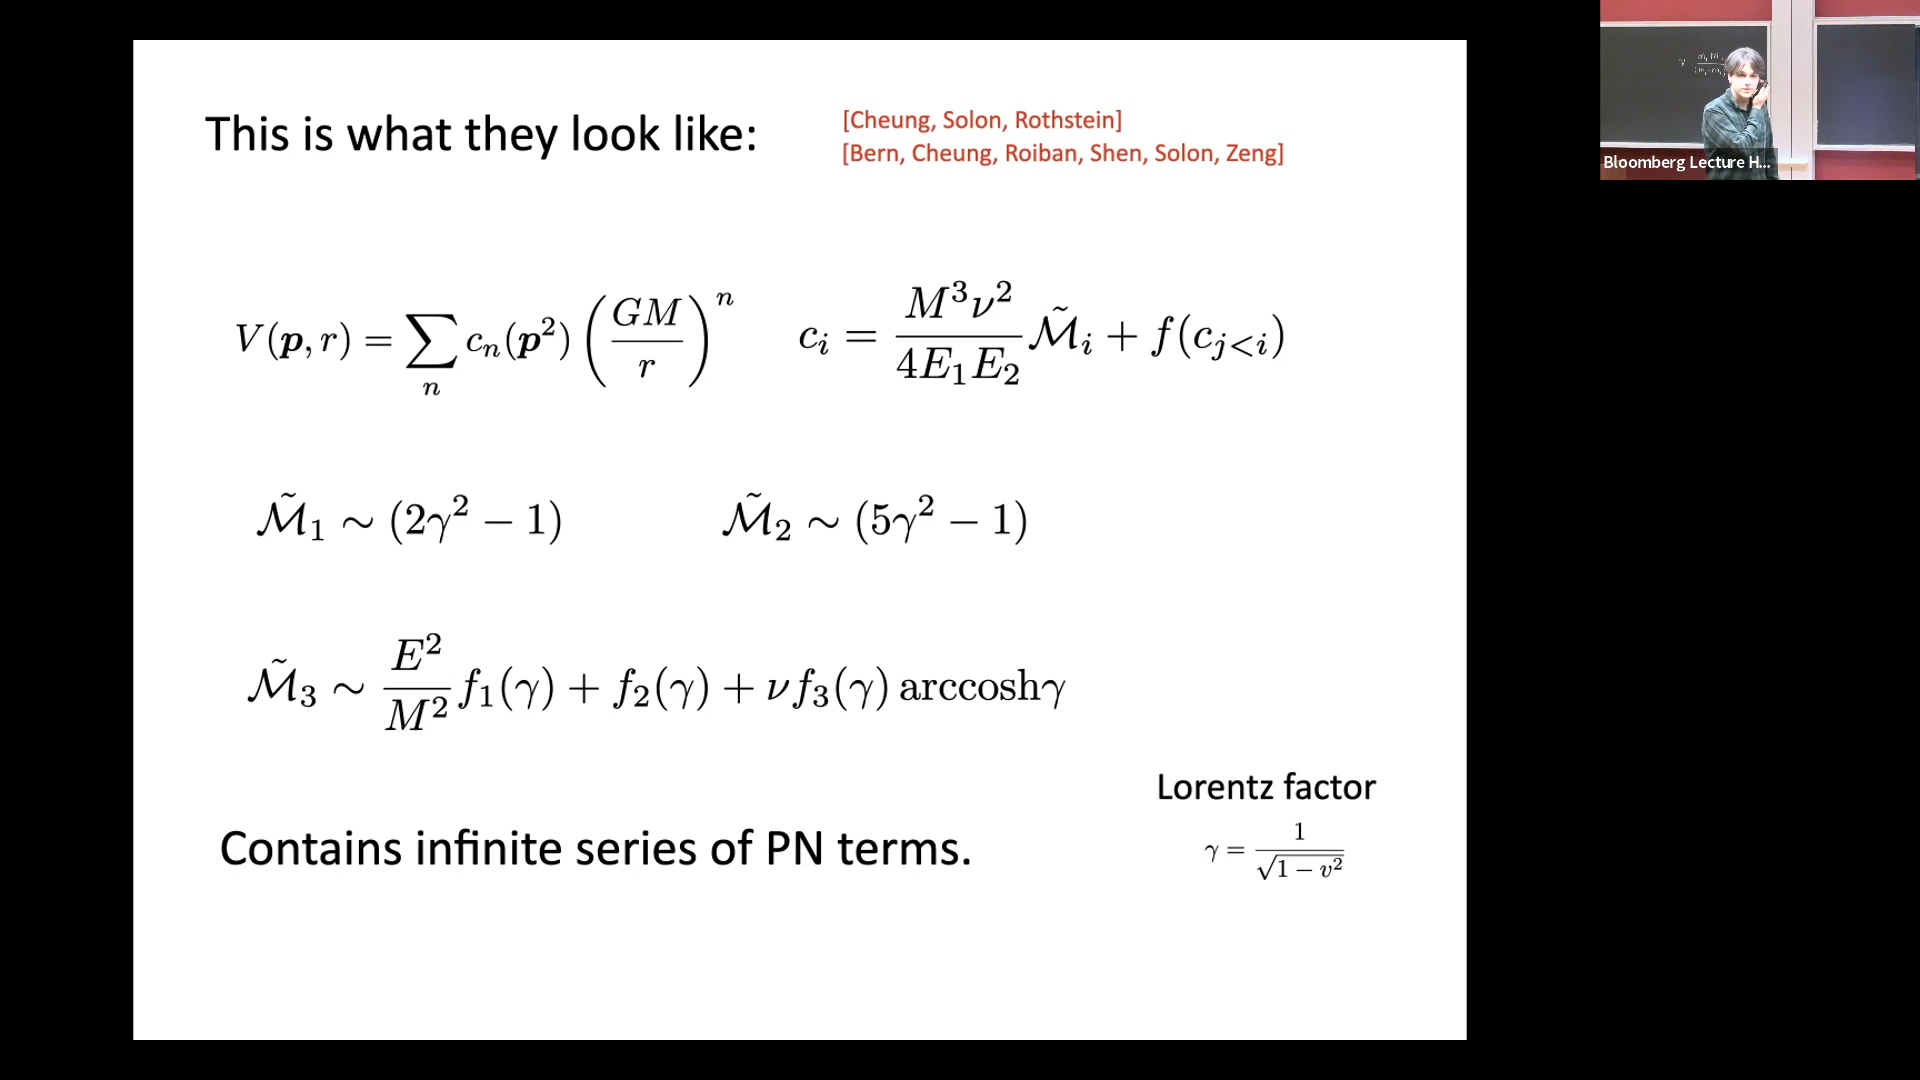 This is what they look like:
[Cheung, Solon, Rothstein]
[Bern, Cheung, Roiban, Shen, Solon, Zeng]
V(p, r) = ∑_n c_n(p²) (GM/r)^n
c_i = M³ν²/4E₁E₂ M̃_i + f(c_{j<i})
M̃₁ ∼ (2γ² − 1)
M̃₂ ∼ (5γ² − 1)
M̃₃ ∼ E²/M² f₁(γ) + f₂(γ) + νf₃(γ) arccoshγ
Lorentz factor
γ = 1/√(1 − v²)
Contains infinite series of PN terms.
Bloomberg Lecture H...